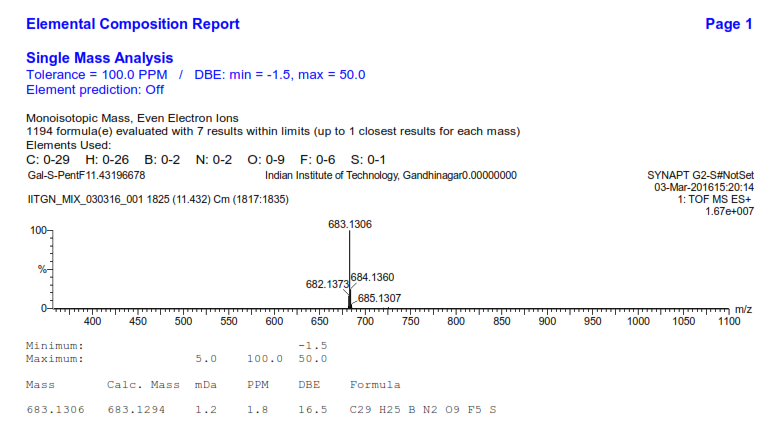 Elemental Composition Report Page 1
Single Mass Analysis
Tolerance = 100.0 PPM / DBE: min = -1.5, max = 50.0
Element prediction: Off
Monoisotopic Mass, Even Electron Ions
1194 formula(e) evaluated with 7 results within limits (up to 1 closest results for each mass)
Elements Used:
C: 0-29 H: 0-26 B: 0-2 N: 0-2 O: 0-9 F: 0-6 S: 0-1
Gal-S-PentF11.43196678 Indian Institute of Technology, Gandhinagar0.00000000 SYNAPT G2-S#NotSet
03-Mar-201615:20:14
IITGN_MIX_030316_001 1825 (11.432) Cm (1817:1835) 1: TOF MS ES+
1.67e+007
683.1306
100
%
682.1373 684.1360
685.1307
0
m/z
400 450 500 550 600 650 700 750 800 850 900 950 1000 1050 1100
Minimum: -1.5
Maximum: 5.0 100.0 50.0
Mass Calc. Mass mDa PPM DBE Formula
683.1306 683.1294 1.2 1.8 16.5 C29 H25 B N2 O9 F5 S